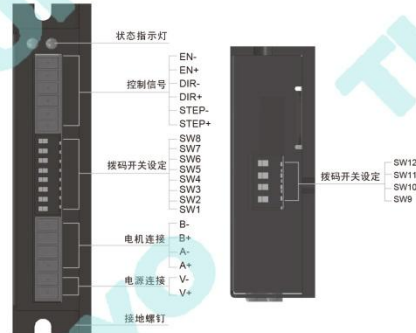 状态指示灯
控制信号
EN-
EN+
DIR-
DIR+
STEP-
STEP+
拨码开关设定
SW8
SW7
SW6
SW5
SW4
SW3
SW2
SW1
电机连接
B-
B+
A-
A+
电源连接
V-
V+
接地螺钉
拨码开关设定
SW12
SW11
SW10
SW9